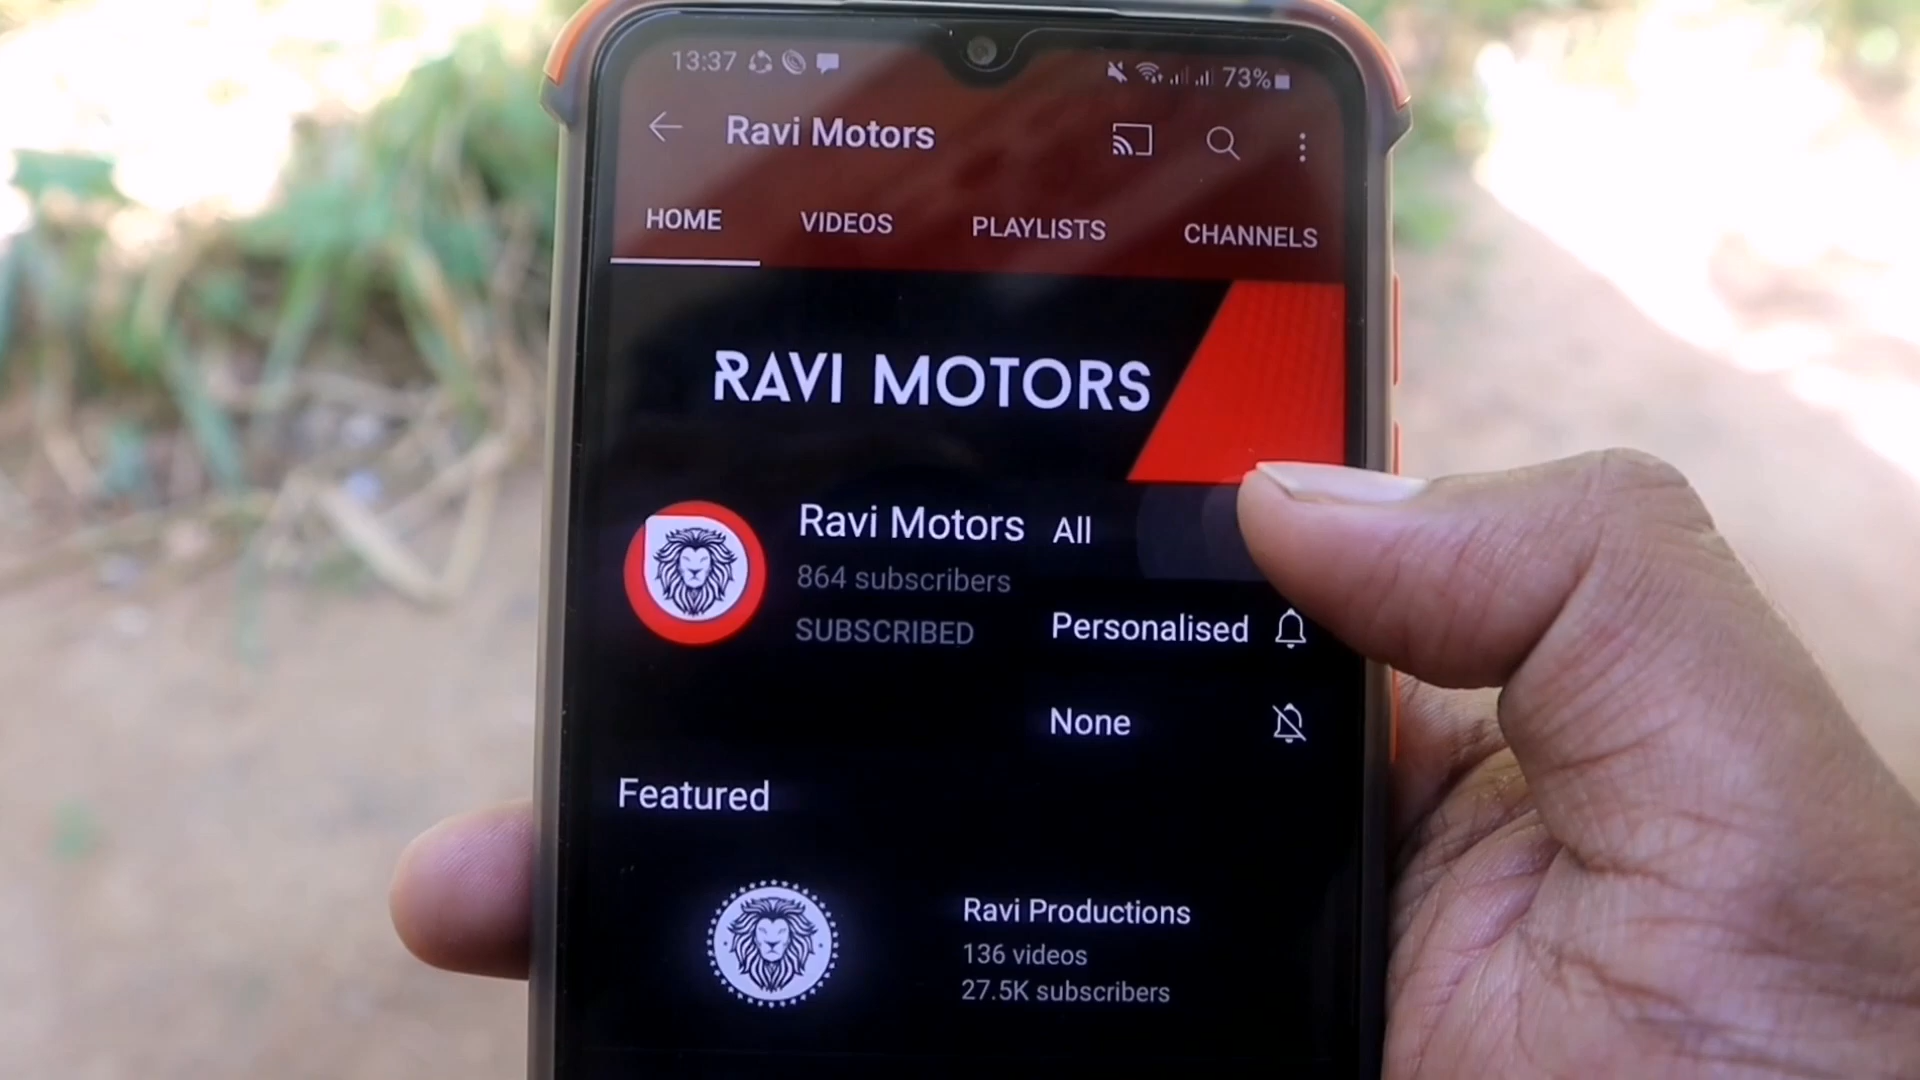 13:37
73%
Ravi Motors
HOME
VIDEOS
PLAYLISTS
CHANNELS
RAVI MOTORS
Ravi Motors
864 subscribers
SUBSCRIBED
All
Personalised
None
Featured
Ravi Productions
136 videos
27.5K subscribers